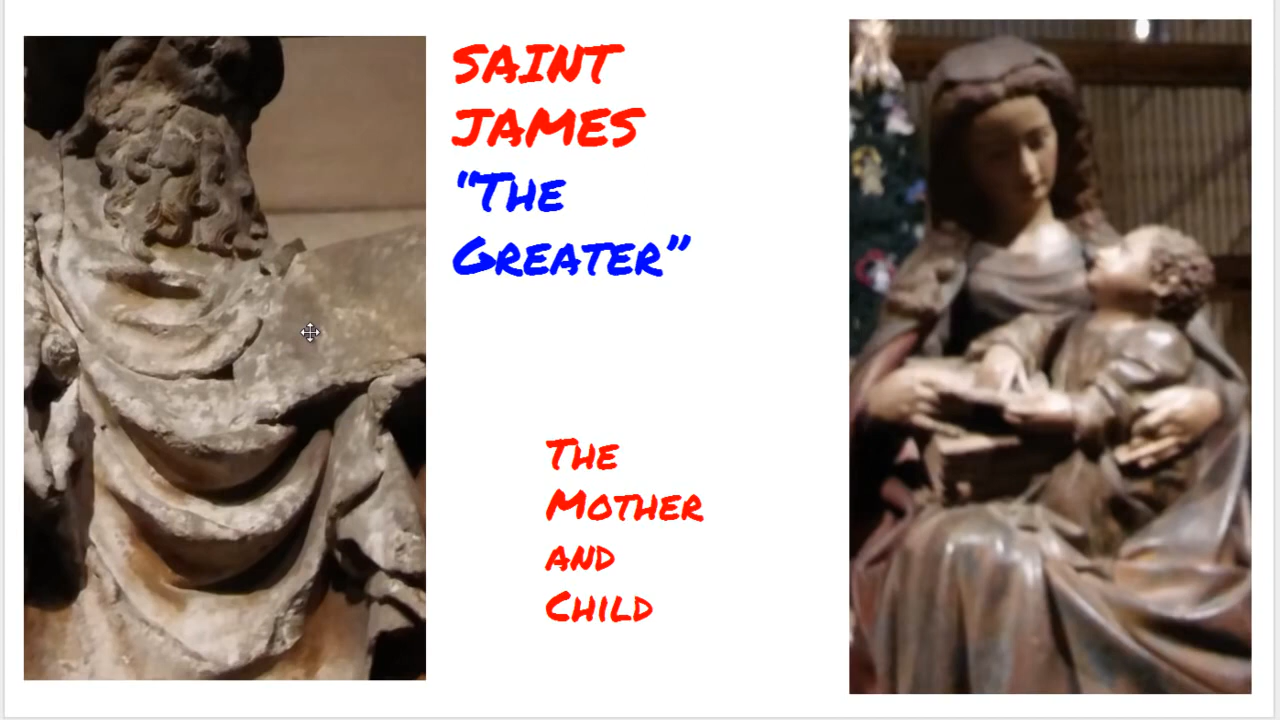 SAINT
JAMES
“THE
GREATER”
THE
MOTHER
AND
CHILD